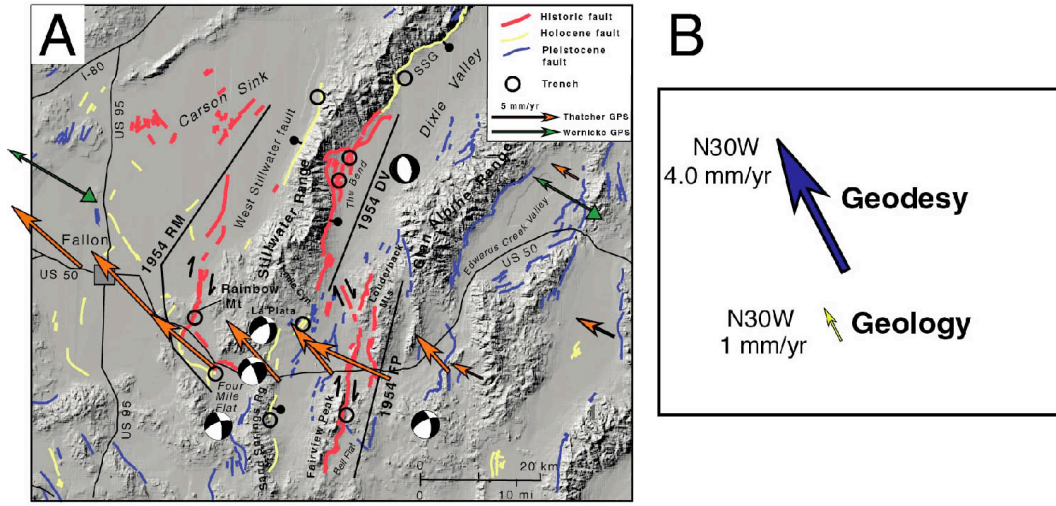 A
I-80
US 95
Carson Sink
West Stillwater fault
Stillwater Range
SSG
Dixie Valley
The Bend
1954 DV
Clan Alpine Range
Edwards Creek Valley
US 50
Historic fault
Holocene fault
Pleistocene
fault
Trench
5 mm/yr
Thatcher GPS
Wernicke GPS
Fallon
US 50
1954 RM
Rainbow
Mt
La Plata
Louderback
Mts
Four
Mile
Flat
Sand Springs Rg
Fairview Peak
Bell Flat
1954 FP
US 95
0
20 km
0
10 mi
B
N30W
4.0 mm/yr
Geodesy
N30W
1 mm/yr
Geology